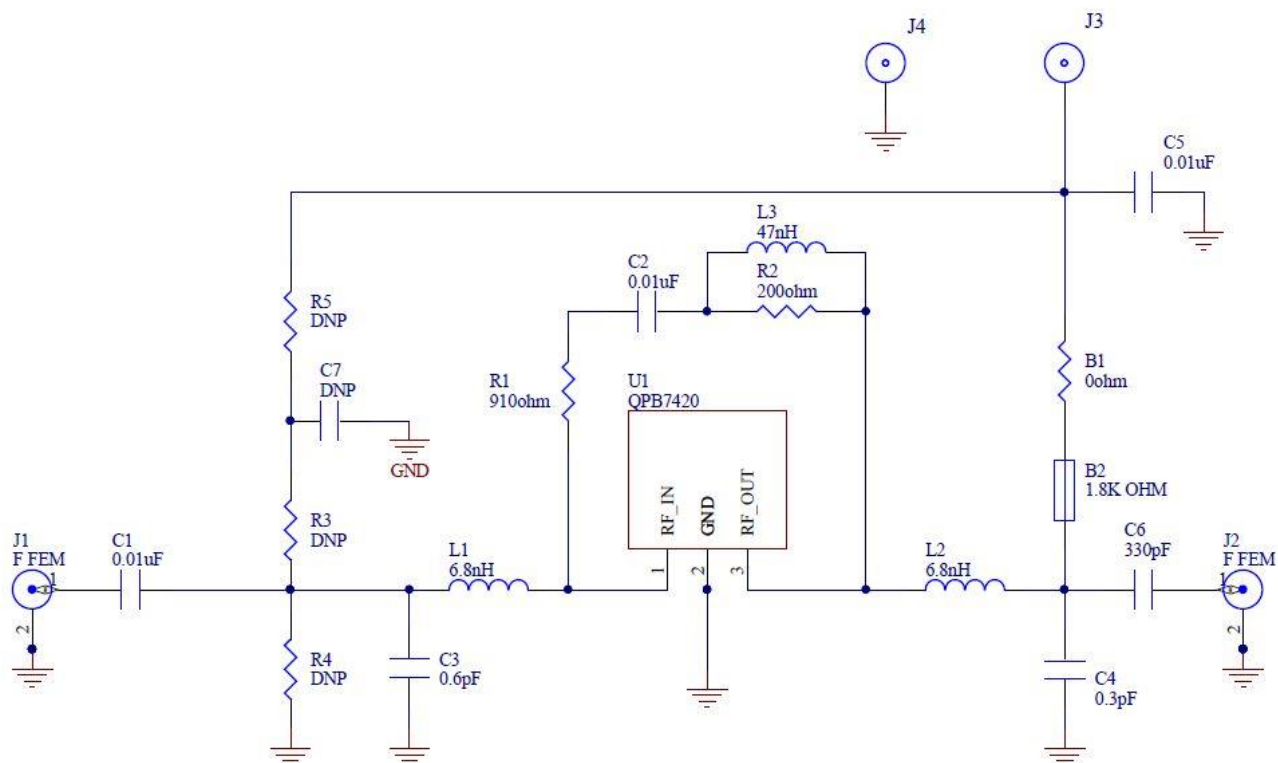 J4
J3
C5
0.01uF
L3
47nH
C2
0.01uF
R2
200ohm
R5
DNP
C7
DNP
GND
R1
910ohm
U1
QPB7420
RF_IN
GND
RF_OUT
1
2
3
B1
0ohm
B2
1.8K OHM
R3
DNP
J1
F FEM
1
2
C1
0.01uF
L1
6.8nH
L2
6.8nH
C6
330pF
J2
F FEM
1
2
R4
DNP
C3
0.6pF
C4
0.3pF